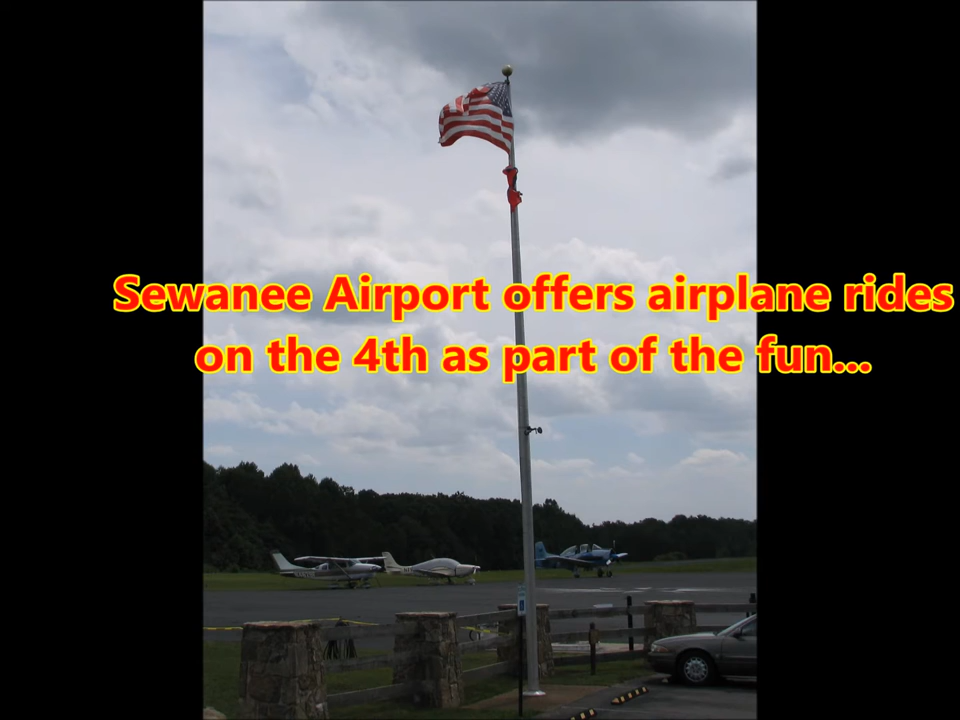 Sewanee Airport offers airplane rides
on the 4th as part of the fun...